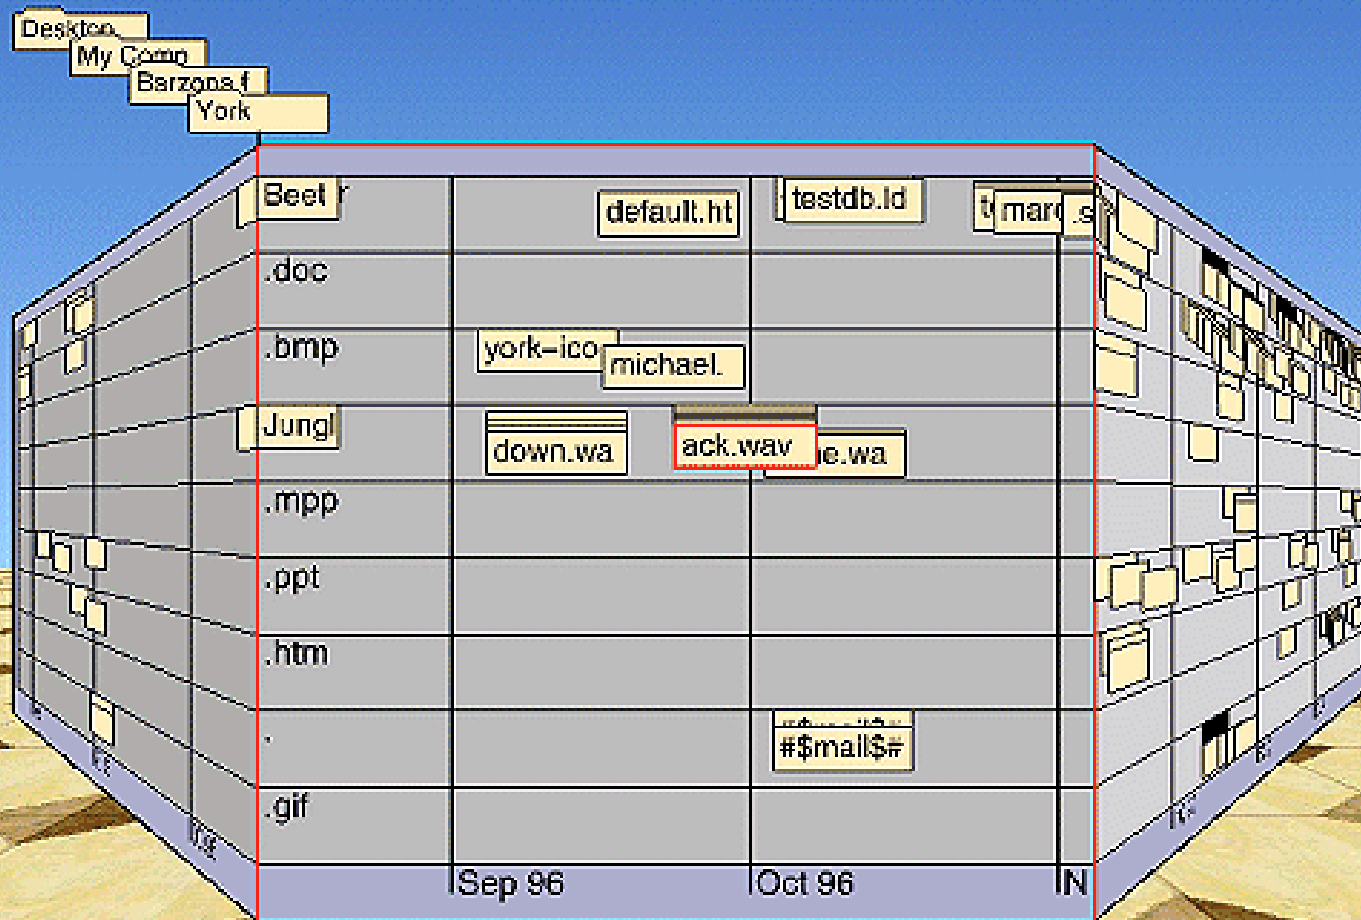 Desktop
My Comp
Barzona.f
York
Beet r
default.ht
testdb.ld
marc
.s
.doc
.bmp
york-ico
michael.
Jungl
down.wa
ack.wav
e.wa
.mpp
.ppt
.htm
.
#$mail$#
.gif
Sep 96
Oct 96
N